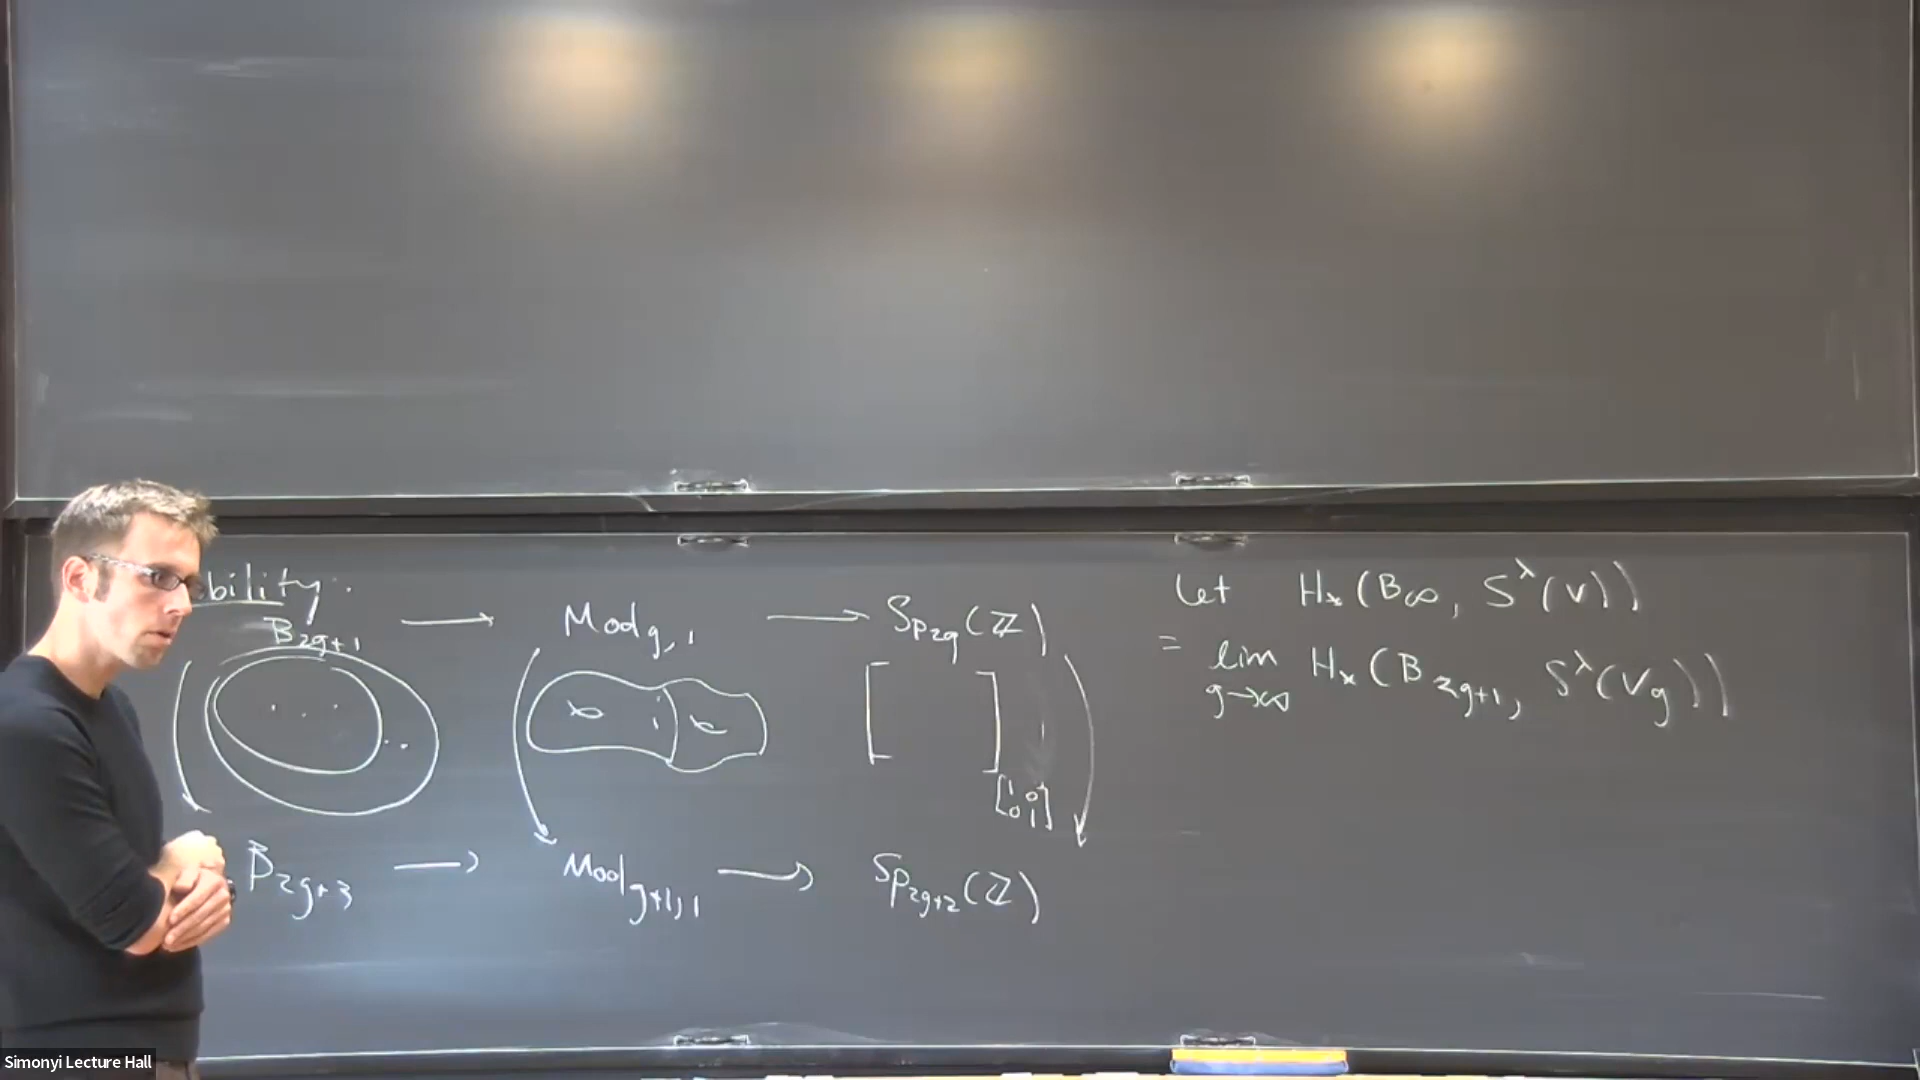 bility.
B_{2g+1} → Mod_{g,1} → Sp_{2g}(ℤ)
[ ]
[1 0
0 1]
B_{2g+3} → Mod_{g+1,1} → Sp_{2g+2}(ℤ)
Let H_*(B_∞, S^λ(V))
= lim_{g→∞} H_*(B_{2g+1}, S^λ(V_g))
Simonyi Lecture Hall